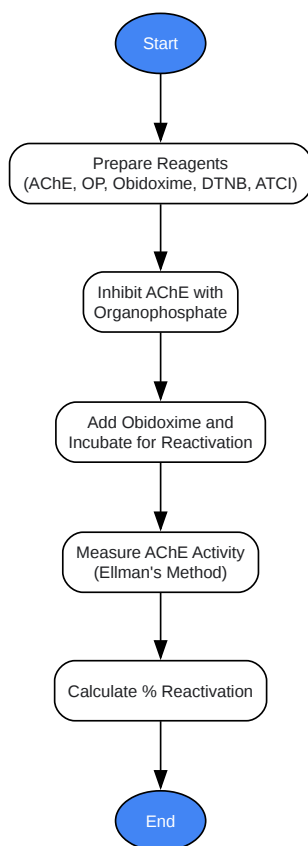 Start
Prepare Reagents
(AChE, OP, Obidoxime, DTNB, ATCI)
Inhibit AChE with
Organophosphate
Add Obidoxime and
Incubate for Reactivation
Measure AChE Activity
(Ellman's Method)
Calculate % Reactivation
End